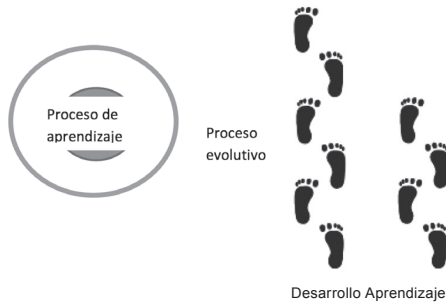 Proceso de
aprendizaje
Proceso
evolutivo
Desarrollo Aprendizaje